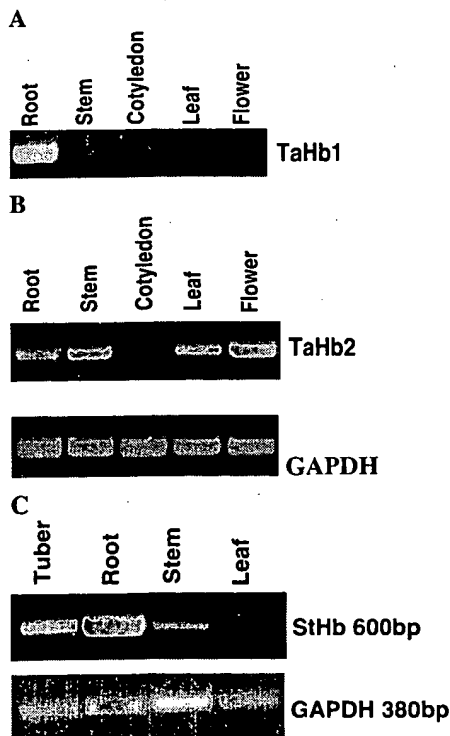 A
Root Stem Cotyledon Leaf Flower
TaHb1
B
Root Stem Cotyledon Leaf Flower
TaHb2
GAPDH
C
Tuber Root Stem Leaf
StHb 600bp
GAPDH 380bp